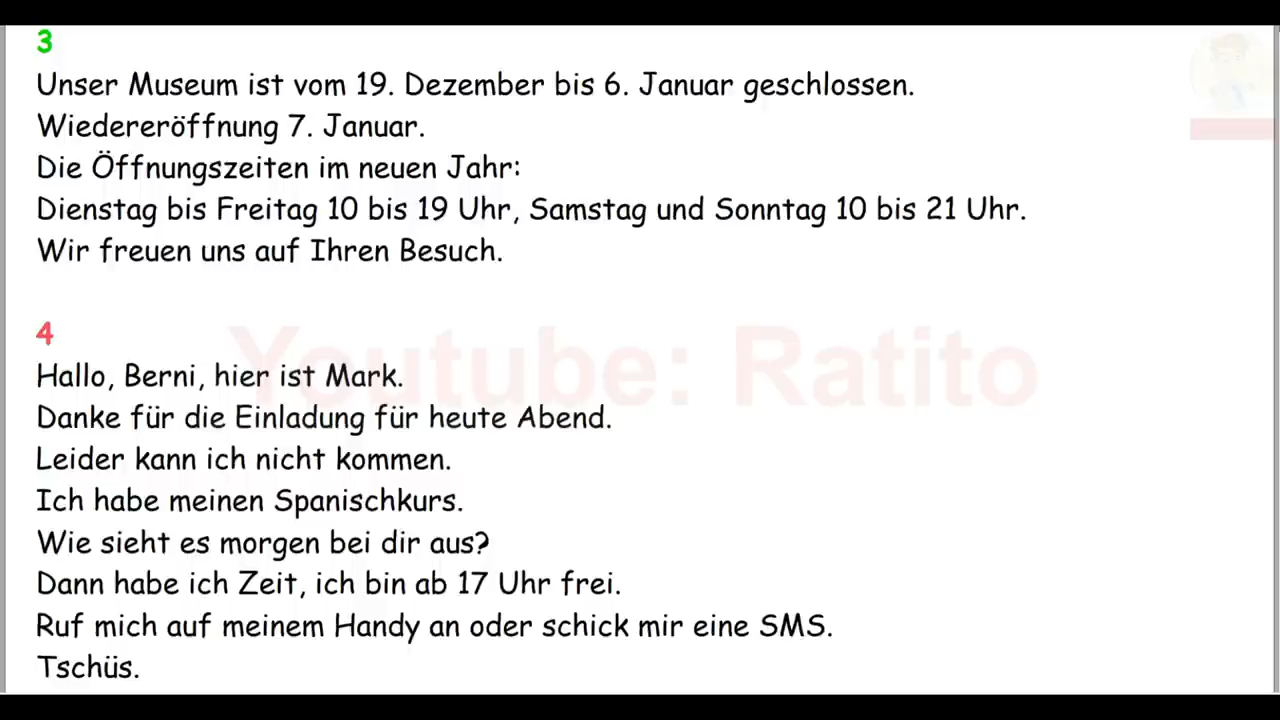 3
Unser Museum ist vom 19. Dezember bis 6. Januar geschlossen.
Wiedereröffnung 7. Januar.
Die Öffnungszeiten im neuen Jahr:
Dienstag bis Freitag 10 bis 19 Uhr, Samstag und Sonntag 10 bis 21 Uhr.
Wir freuen uns auf Ihren Besuch.
4
Youtube: Ratito
Hallo, Berni, hier ist Mark.
Danke für die Einladung für heute Abend.
Leider kann ich nicht kommen.
Ich habe meinen Spanischkurs.
Wie sieht es morgen bei dir aus?
Dann habe ich Zeit, ich bin ab 17 Uhr frei.
Ruf mich auf meinem Handy an oder schick mir eine SMS.
Tschüs.